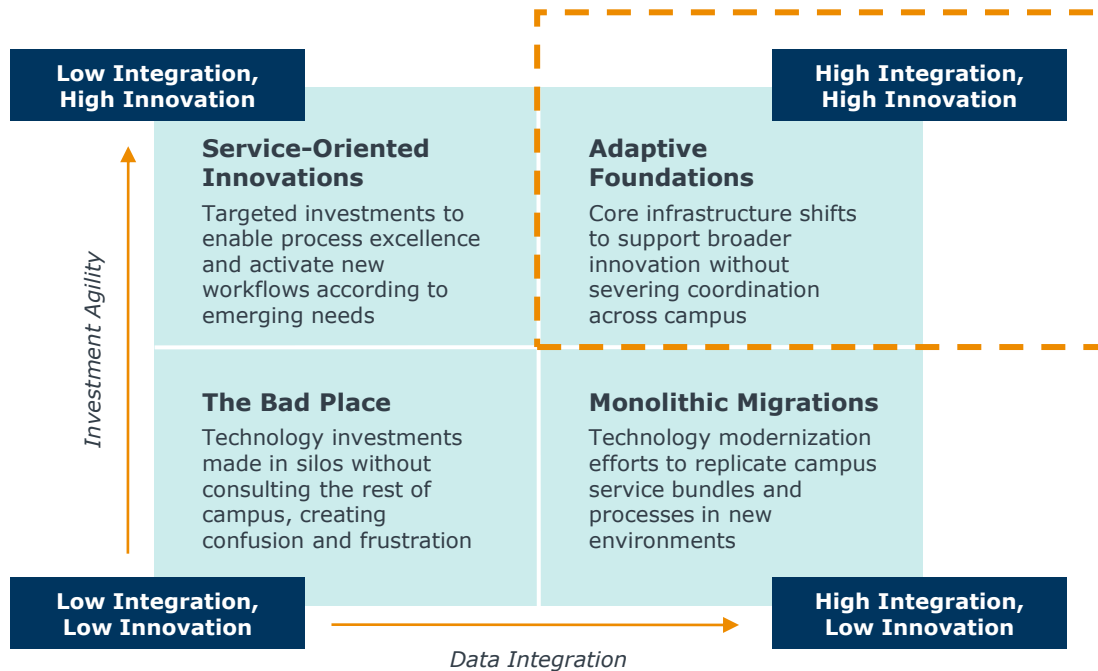 Low Integration,
High Innovation
High Integration,
High Innovation
Service-Oriented
Innovations
Targeted investments to
enable process excellence
and activate new
workflows according to
emerging needs
Adaptive
Foundations
Core infrastructure shifts
to support broader
innovation without
severing coordination
across campus
Investment Agility
The Bad Place
Technology investments
made in silos without
consulting the rest of
campus, creating
confusion and frustration
Monolithic Migrations
Technology modernization
efforts to replicate campus
service bundles and
processes in new
environments
Low Integration,
Low Innovation
High Integration,
Low Innovation
Data Integration